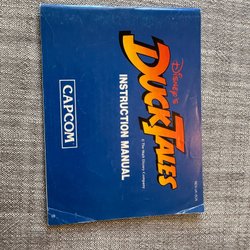 Disney's
DUCKTALES
© The Walt Disney Company
INSTRUCTION MANUAL
CAPCOM